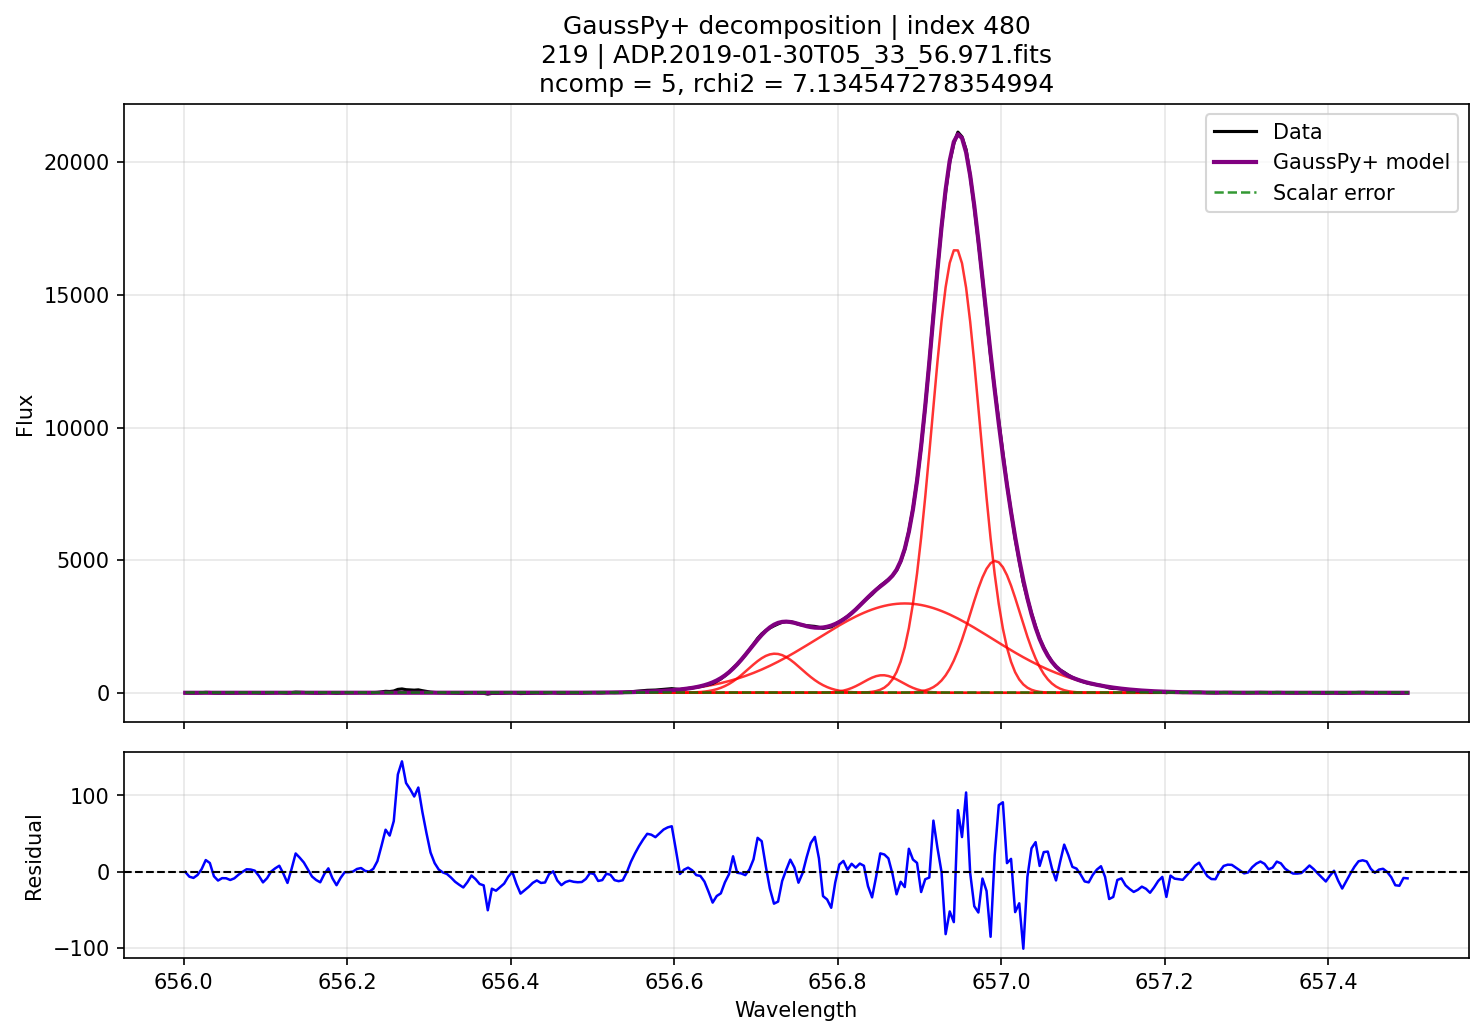 GaussPy+ decomposition | index 480
219 | ADP.2019-01-30T05_33_56.971.fits
ncomp = 5, rchi2 = 7.134547278354994
Data
GaussPy+ model
Scalar error
Flux
20000
15000
10000
5000
0
Residual
100
0
−100
656.0 656.2 656.4 656.6 656.8 657.0 657.2 657.4
Wavelength